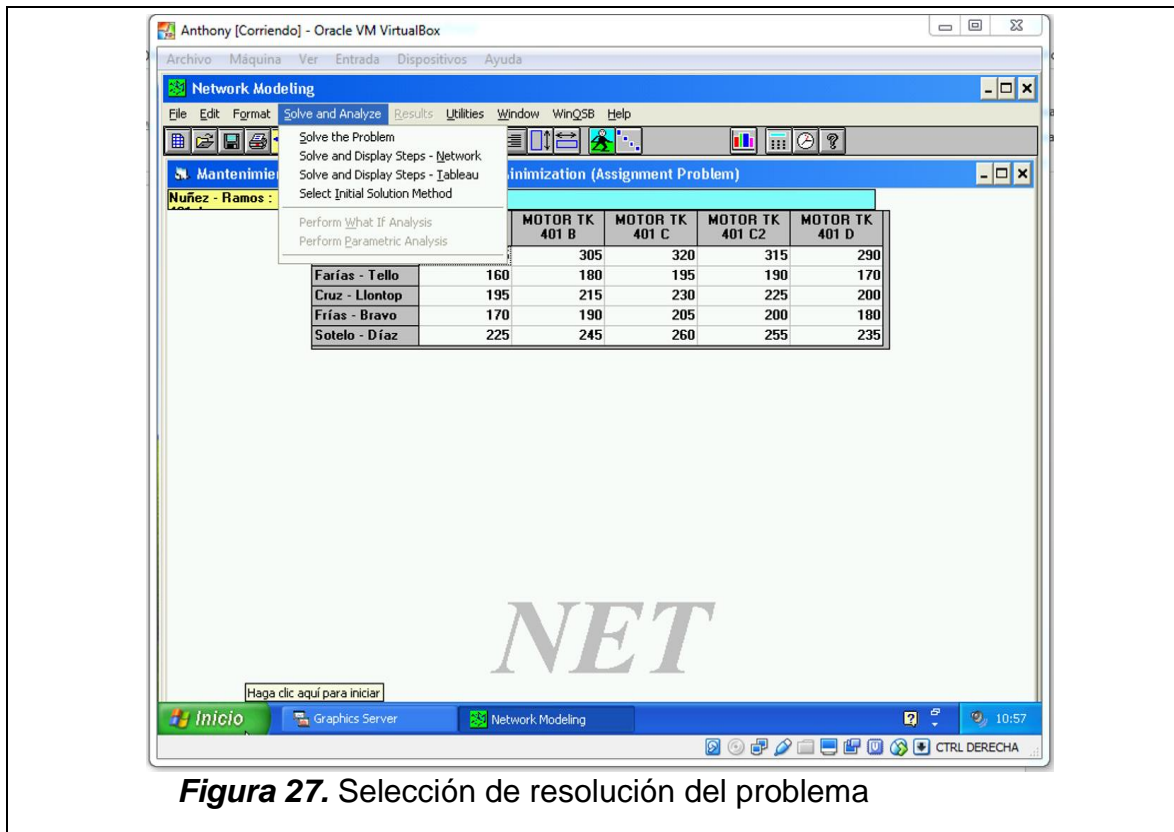 Anthony [Corriendo] - Oracle VM VirtualBox
Archivo Máquina Ver Entrada Dispositivos Ayuda
Network Modeling
File Edit Format Solve and Analyze Results Utilities Window WinQSB Help
Solve the Problem
Solve and Display Steps - Network
Solve and Display Steps - Tableau
Select Initial Solution Method
Perform What If Analysis
Perform Parametric Analysis
Mantenimie inimization (Assignment Problem)
Nuñez - Ramos :
MOTOR TK 401 B MOTOR TK 401 C MOTOR TK 401 C2 MOTOR TK 401 D
305 320 315 290
Farías - Tello 160 180 195 190 170
Cruz - Llontop 195 215 230 225 200
Frías - Bravo 170 190 205 200 180
Sotelo - Díaz 225 245 260 255 235
NET
Haga clic aquí para iniciar
Inicio Graphics Server Network Modeling 10:57
CTRL DERECHA
Figura 27. Selección de resolución del problema